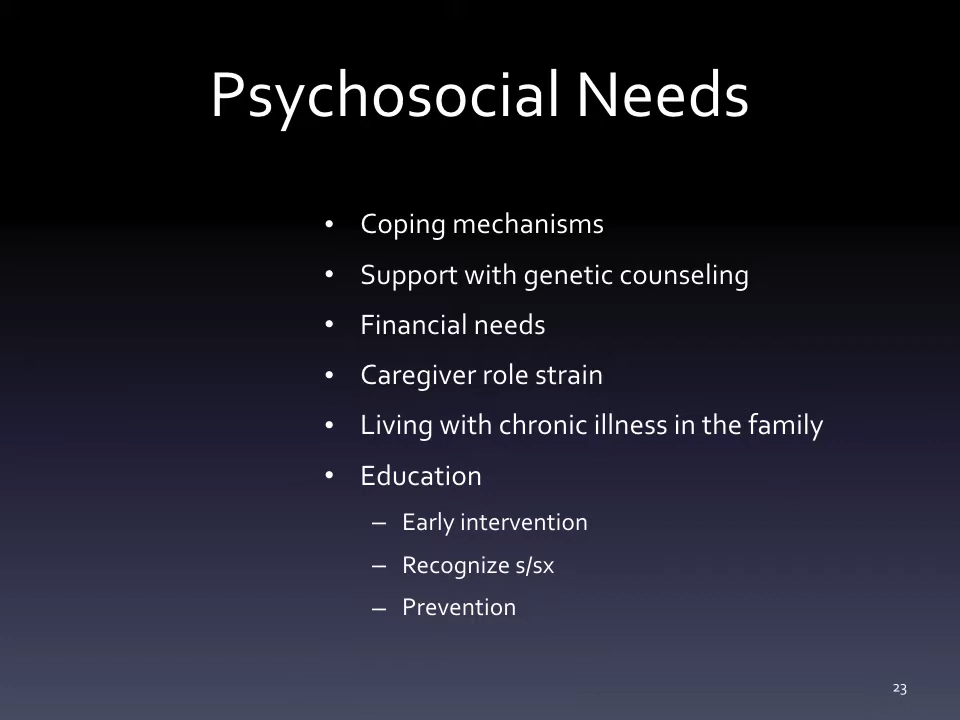 Psychosocial Needs
• Coping mechanisms
• Support with genetic counseling
• Financial needs
• Caregiver role strain
• Living with chronic illness in the family
• Education
– Early intervention
– Recognize s/sx
– Prevention
23